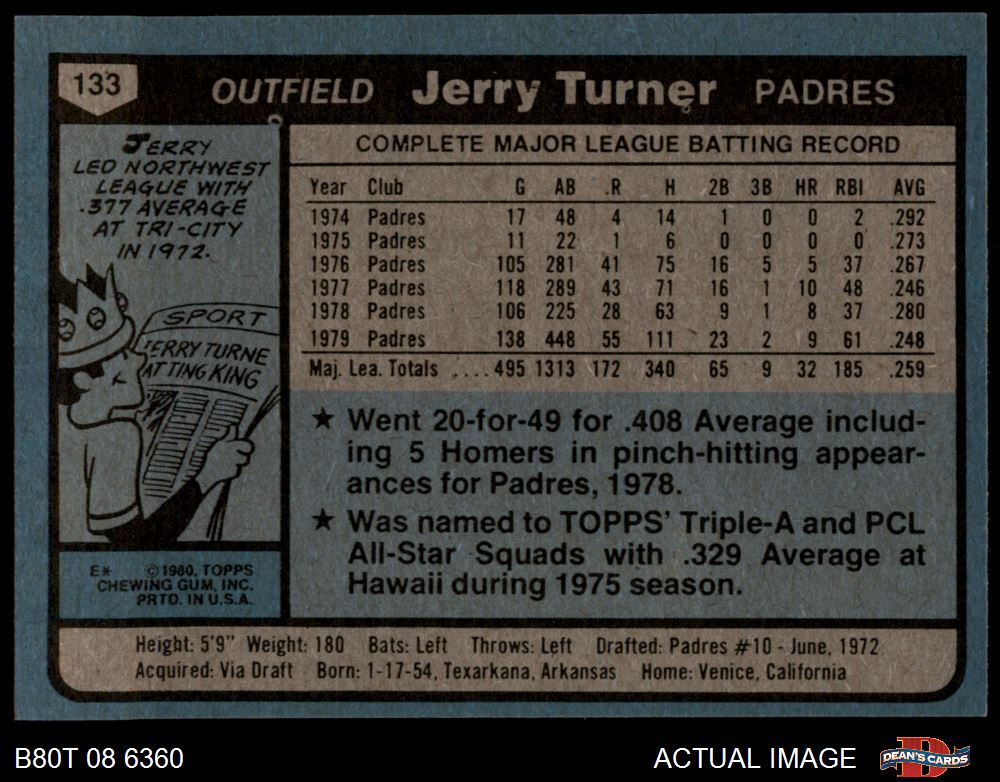 133 OUTFIELD Jerry Turner PADRES
JERRY
LED NORTHWEST
LEAGUE WITH
.377 AVERAGE
AT TRI-CITY
IN 1972.
SPORT
JERRY TURNE
ATTING KING
COMPLETE MAJOR LEAGUE BATTING RECORD
Year Club G AB .R H 2B 3B HR RBI AVG
1974 Padres 17 48 4 14 1 0 0 2 .292
1975 Padres 11 22 1 6 0 0 0 0 .273
1976 Padres 105 281 41 75 16 5 5 37 .267
1977 Padres 118 289 43 71 16 1 10 48 .246
1978 Padres 106 225 28 63 9 1 8 37 .280
1979 Padres 138 448 55 111 23 2 9 61 .248
Maj. Lea. Totals ....495 1313 172 340 65 9 32 185 .259
★ Went 20-for-49 for .408 Average includ-
ing 5 Homers in pinch-hitting appear-
ances for Padres, 1978.
★ Was named to TOPPS' Triple-A and PCL
All-Star Squads with .329 Average at
Hawaii during 1975 season.
E* ©1980, TOPPS
CHEWING GUM, INC.
PRTD. IN U.S.A.
Height: 5'9" Weight: 180 Bats: Left Throws: Left Drafted: Padres #10 - June, 1972
Acquired: Via Draft Born: 1-17-54, Texarkana, Arkansas Home: Venice, California
B80T 08 6360 ACTUAL IMAGE DEAN'S CARDS